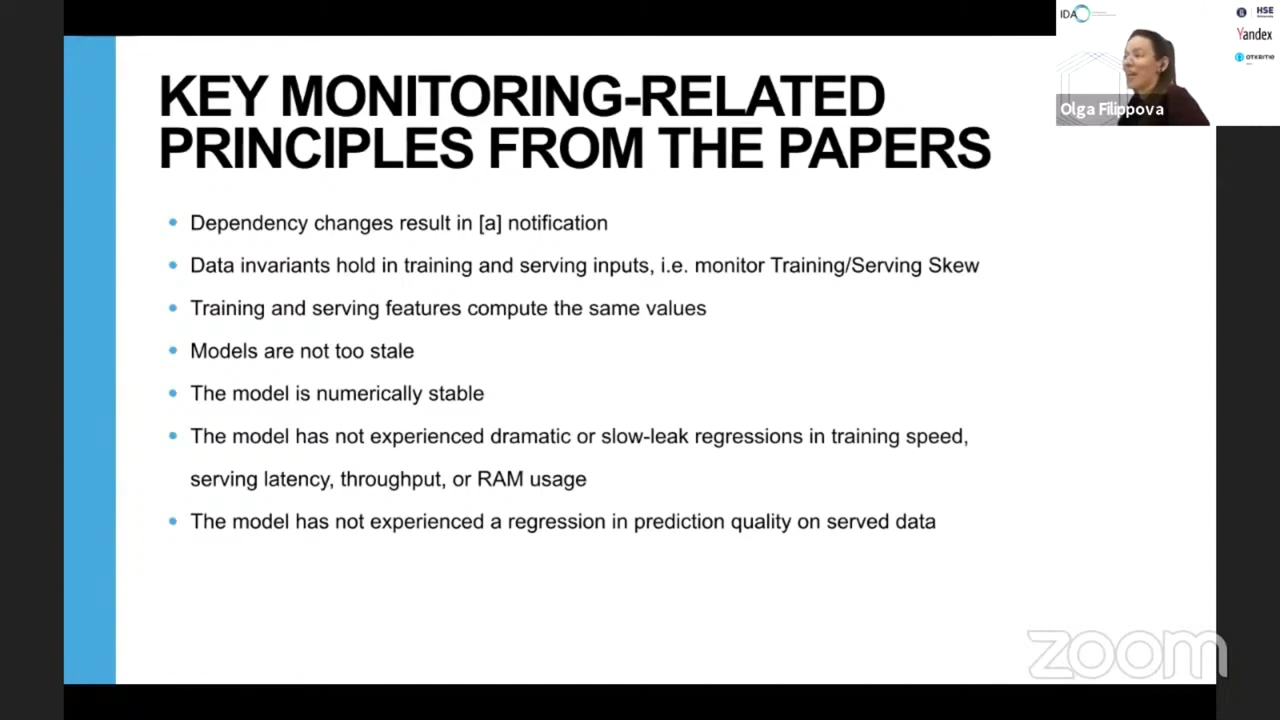 KEY MONITORING-RELATED
PRINCIPLES FROM THE PAPERS
Dependency changes result in [a] notification
Data invariants hold in training and serving inputs, i.e. monitor Training/Serving Skew
Training and serving features compute the same values
Models are not too stale
The model is numerically stable
The model has not experienced dramatic or slow-leak regressions in training speed,
serving latency, throughput, or RAM usage
The model has not experienced a regression in prediction quality on served data
IDAO
HSE
Yandex
OTKRITIE
Olga Filippova
zoom